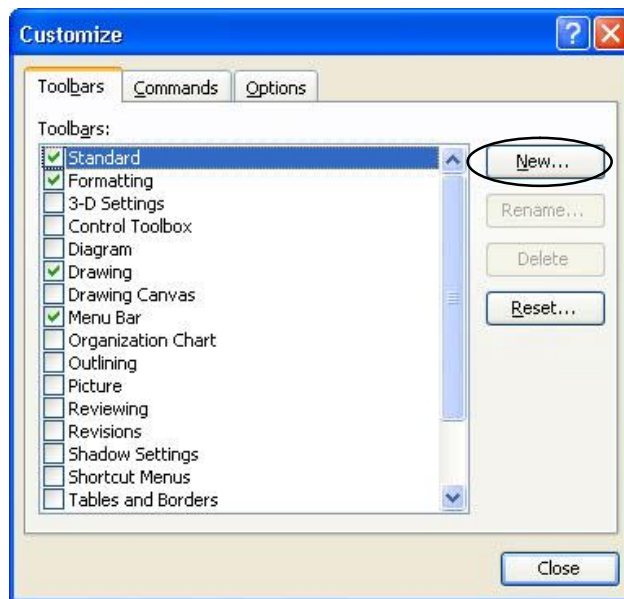 Customize
Toolbars Commands Options
Toolbars:
Standard
Formatting
3-D Settings
Control Toolbox
Diagram
Drawing
Drawing Canvas
Menu Bar
Organization Chart
Outlining
Picture
Reviewing
Revisions
Shadow Settings
Shortcut Menus
Tables and Borders
New...
Rename...
Delete
Reset...
Close